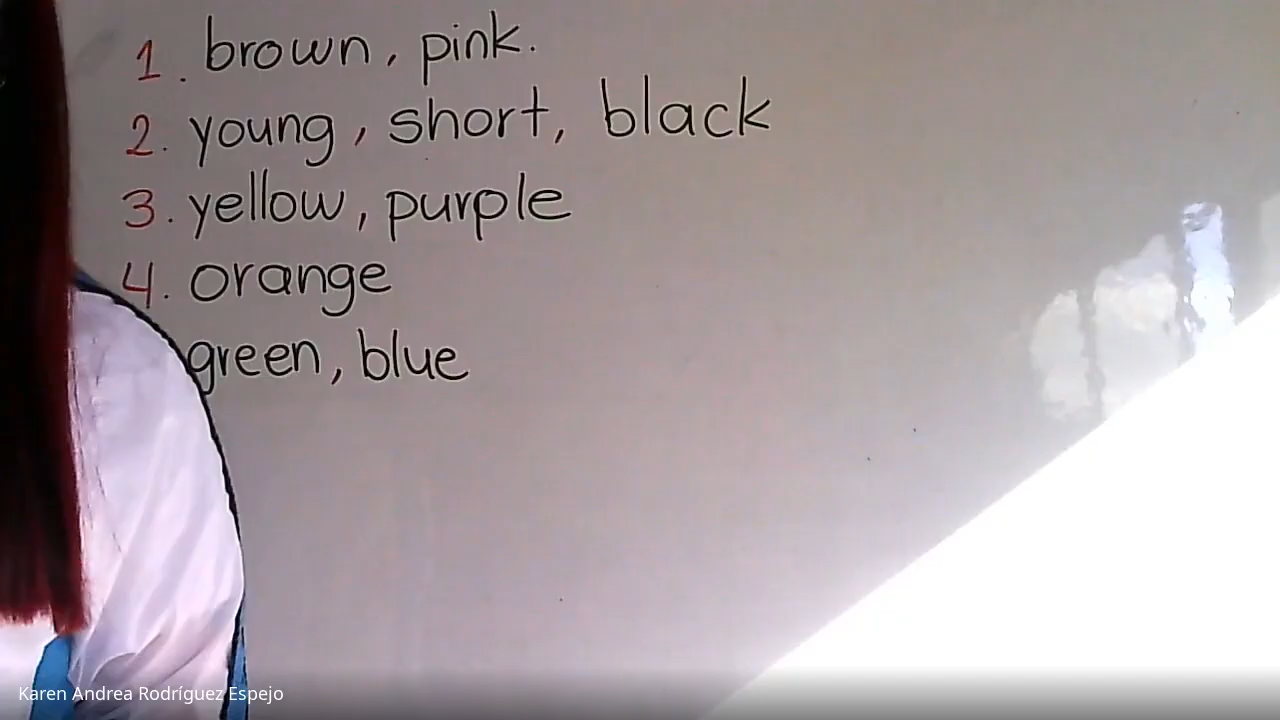 1. brown, pink.
2. young, short, black
3. yellow, purple
4. orange
green, blue
Karen Andrea Rodríguez Espejo